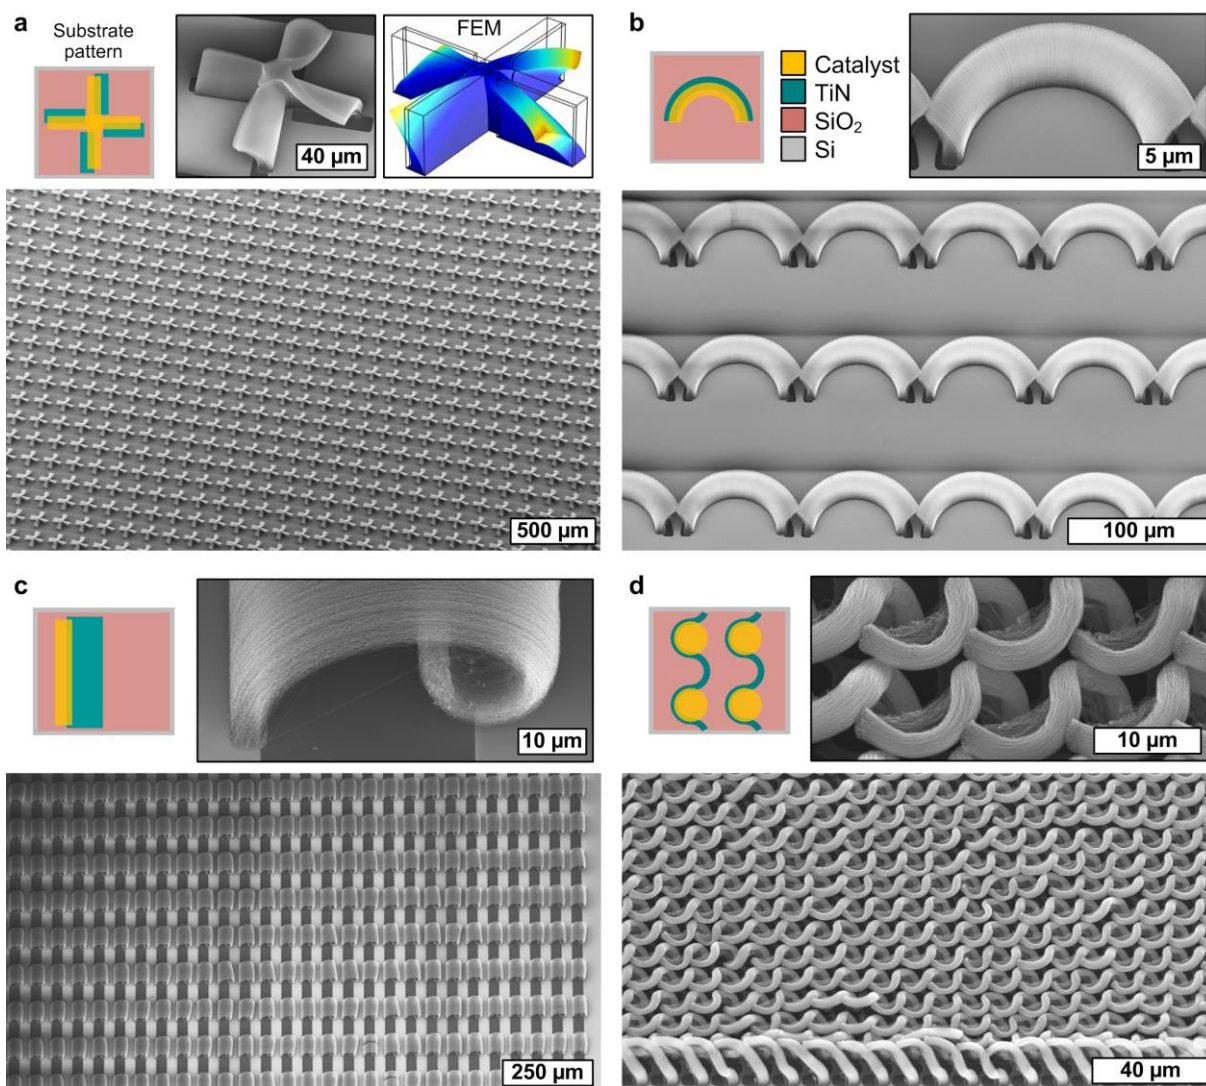 a
Substrate
pattern
40 µm
FEM
500 µm
b
Catalyst
TiN
SiO₂
Si
5 µm
100 µm
c
10 µm
250 µm
d
10 µm
40 µm